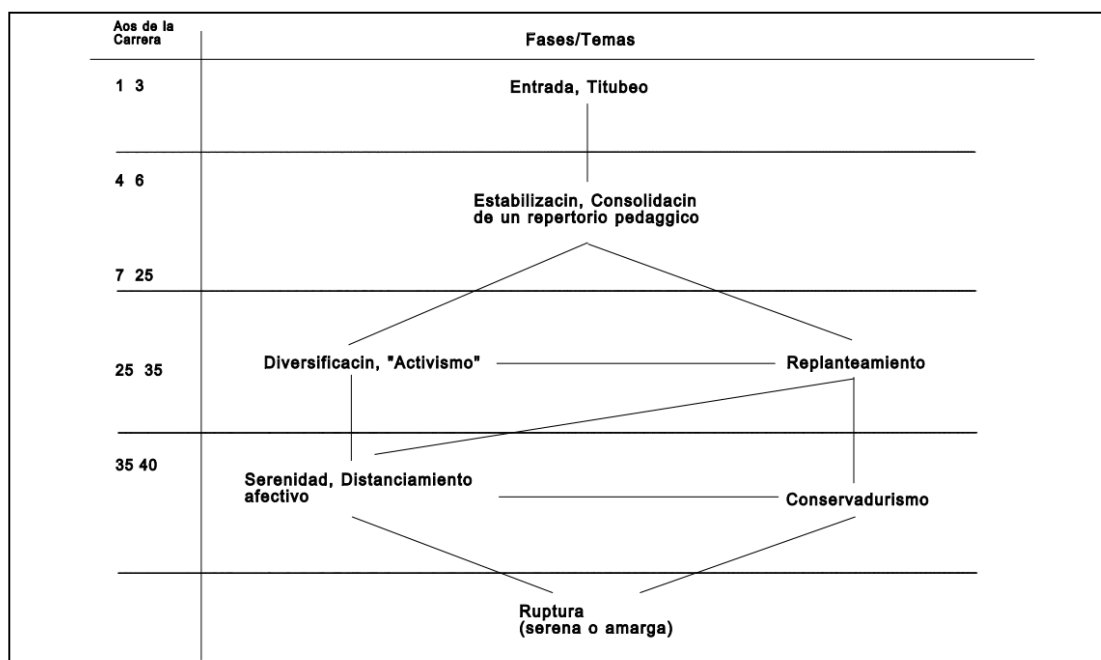 Aos de la
Carrera
Fases/Temas
1 3
Entrada, Titubeo
4 6
Estabilizacin, Consolidacin
de un repertorio pedaggico
7 25
Diversificacin, "Activismo"
Replanteamiento
25 35
35 40
Serenidad, Distanciamiento
afectivo
Conservadurismo
Ruptura
(serena o amarga)